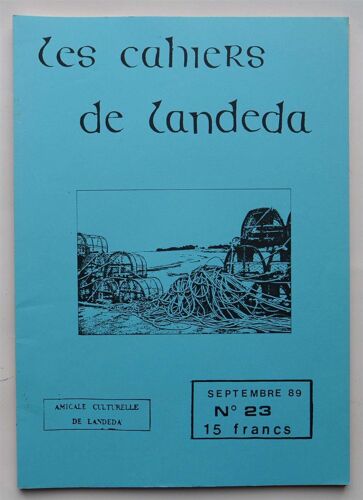 Les cahiers
de Landeda
AMICALE CULTURELLE
DE LANDEDA
SEPTEMBRE 89
N° 23
15 francs